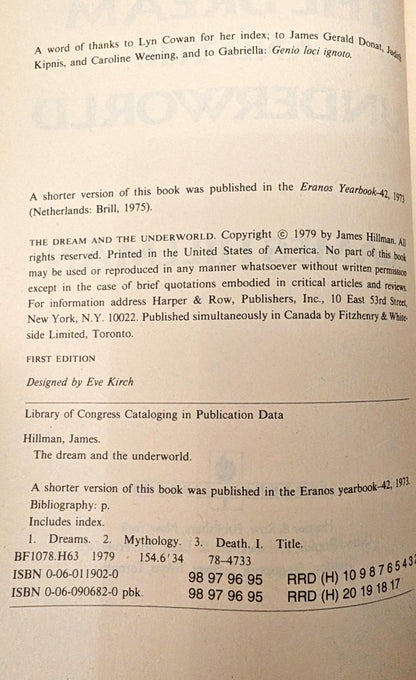 A word of thanks to Lyn Cowan for her index; to James Gerald Donat, Judith
Kipnis, and Caroline Weening, and to Gabriella: Genio loci ignoto.
A shorter version of this book was published in the Eranos Yearbook–42, 1973
(Netherlands: Brill, 1975).
THE DREAM AND THE UNDERWORLD. Copyright © 1979 by James Hillman. All
rights reserved. Printed in the United States of America. No part of this book
may be used or reproduced in any manner whatsoever without written permission
except in the case of brief quotations embodied in critical articles and reviews.
For information address Harper & Row, Publishers, Inc., 10 East 53rd Street,
New York, N.Y. 10022. Published simultaneously in Canada by Fitzhenry & White-
side Limited, Toronto.
FIRST EDITION
Designed by Eve Kirch
Library of Congress Cataloging in Publication Data
Hillman, James.
The dream and the underworld.
A shorter version of this book was published in the Eranos yearbook–42, 1973.
Bibliography: p.
Includes index.
1. Dreams. 2. Mythology. 3. Death. I. Title.
BF1078.H63 1979 154.6'34 78–4733
ISBN 0-06-011902-0 98 97 96 95 RRD (H) 10 9 8 7 6 5 4 3
ISBN 0-06-090682-0 pbk. 98 97 96 95 RRD (H) 20 19 18 17